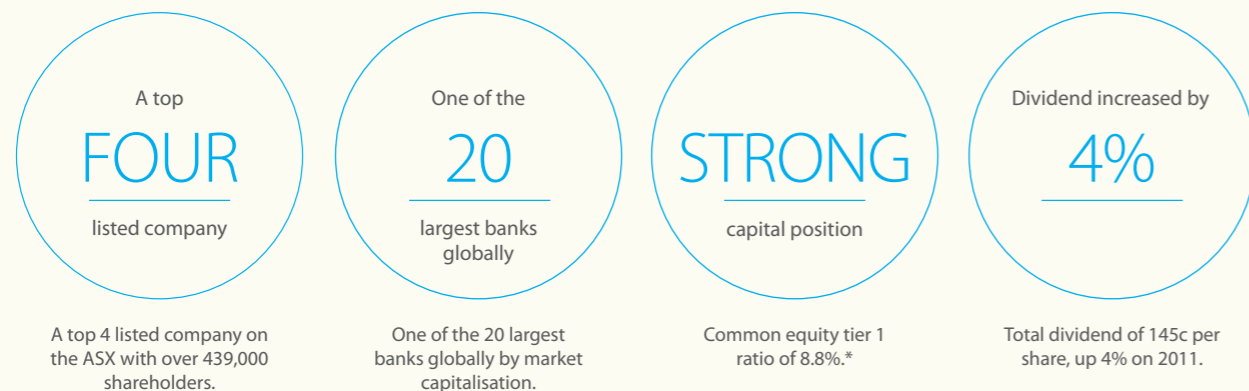 A top
FOUR
listed company
A top 4 listed company on
the ASX with over 439,000
shareholders.
One of the
20
largest banks
globally
One of the 20 largest
banks globally by market
capitalisation.
STRONG
capital position
Common equity tier 1
ratio of 8.8%.*
Dividend increased by
4%
Total dividend of 145c per
share, up 4% on 2011.